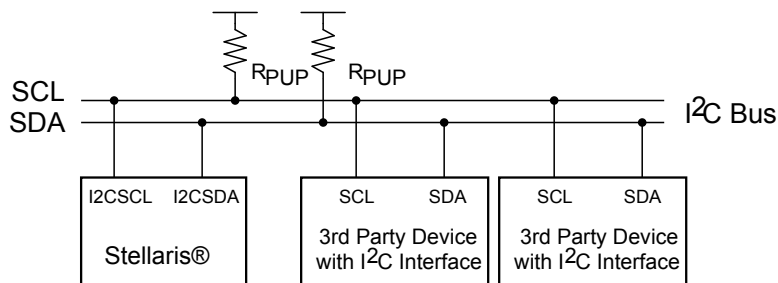 RPUP RPUP
SCL
SDA
I2C Bus
I2CSCL I2CSDA
Stellaris®
SCL SDA
3rd Party Device
with I2C Interface
SCL SDA
3rd Party Device
with I2C Interface